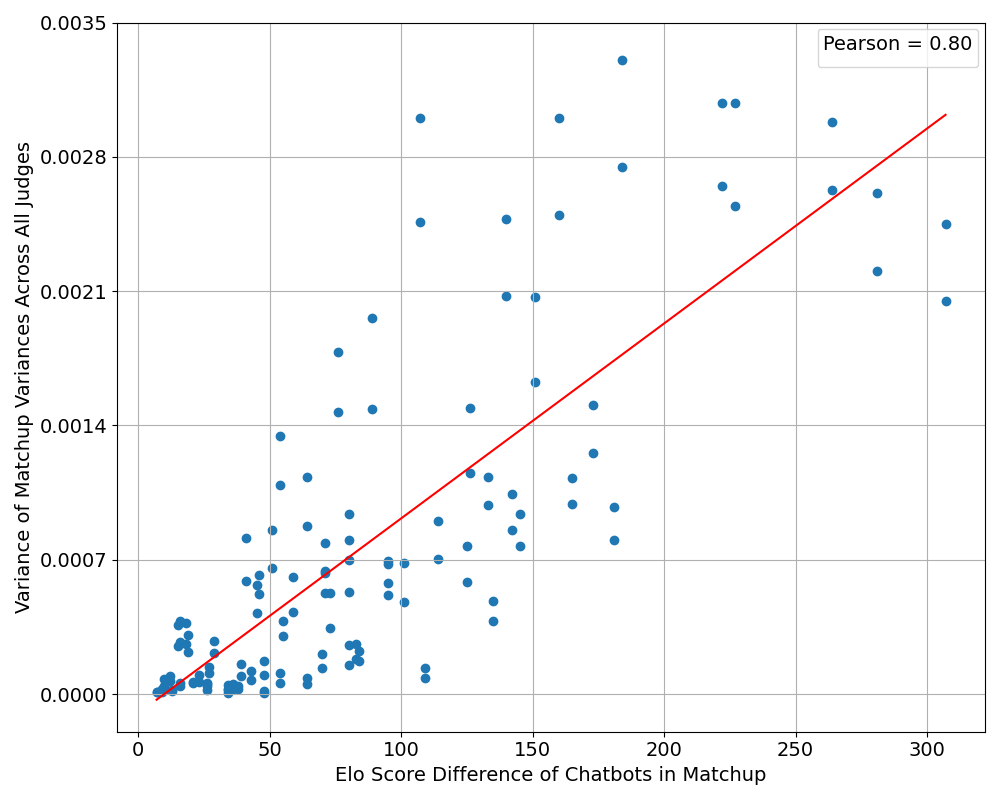 Pearson = 0.80
Variance of Matchup Variances Across All Judges
0.0035
0.0028
0.0021
0.0014
0.0007
0.0000
0 50 100 150 200 250 300
Elo Score Difference of Chatbots in Matchup